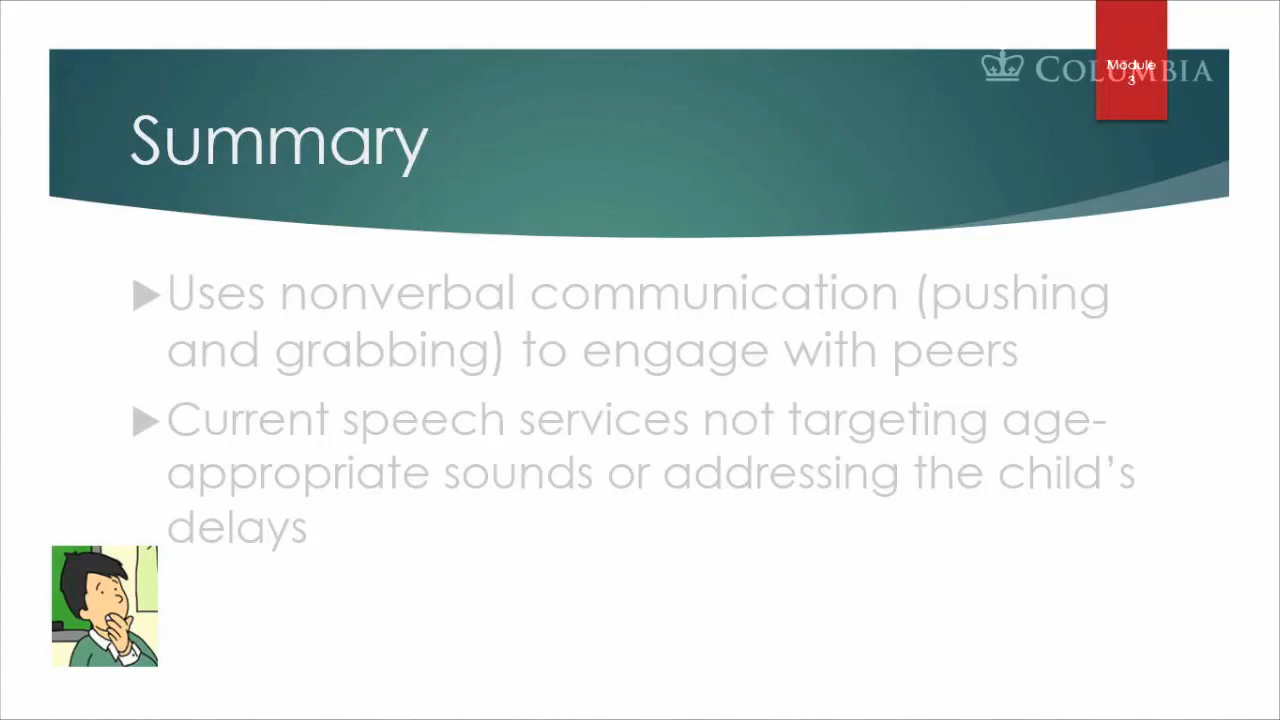 Module
3
COLUMBIA
Summary
Uses nonverbal communication (pushing
and grabbing) to engage with peers
Current speech services not targeting age-
appropriate sounds or addressing the child's
delays